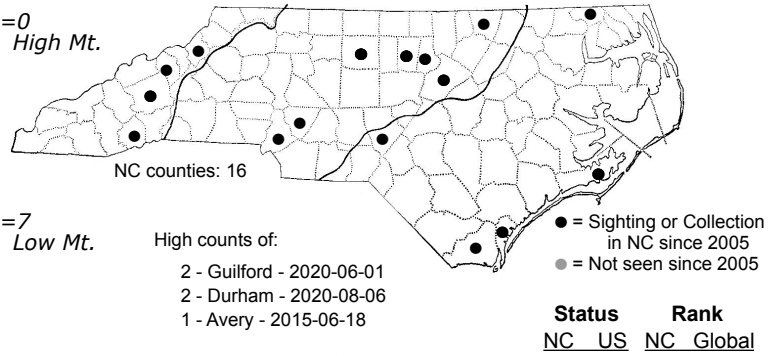 =0
High Mt.
NC counties: 16
=7
Low Mt.
High counts of:
2 - Guilford - 2020-06-01
2 - Durham - 2020-08-06
1 - Avery - 2015-06-18
= Sighting or Collection
in NC since 2005
= Not seen since 2005
Status Rank
NC US NC Global